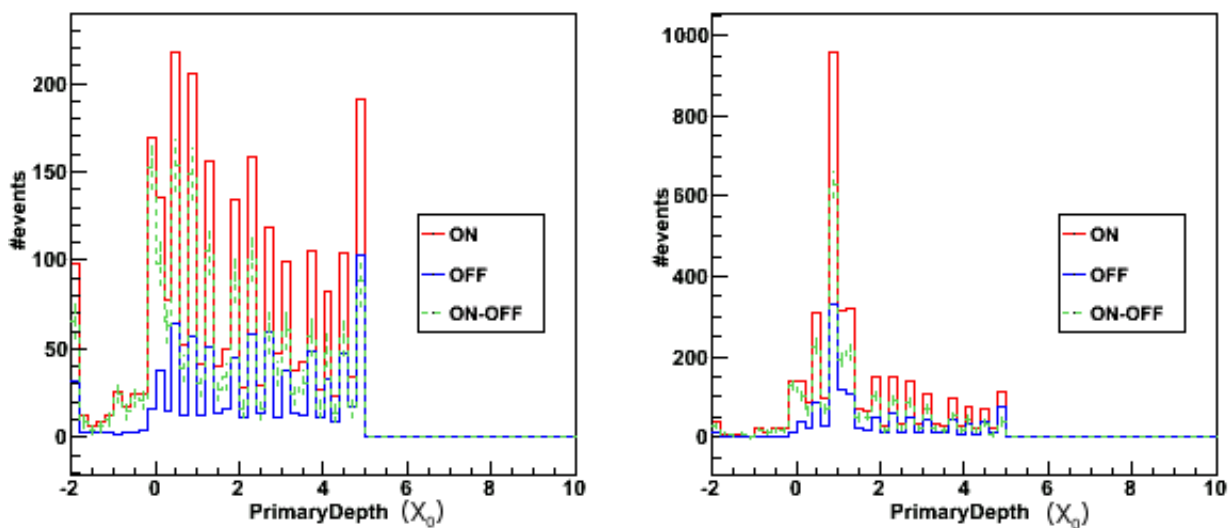 #events
200
150
100
50
0
ON
OFF
ON-OFF
-2 0 2 4 6 8 10
PrimaryDepth (X₀)
#events
1000
800
600
400
200
0
ON
OFF
ON-OFF
-2 0 2 4 6 8 10
PrimaryDepth (X₀)